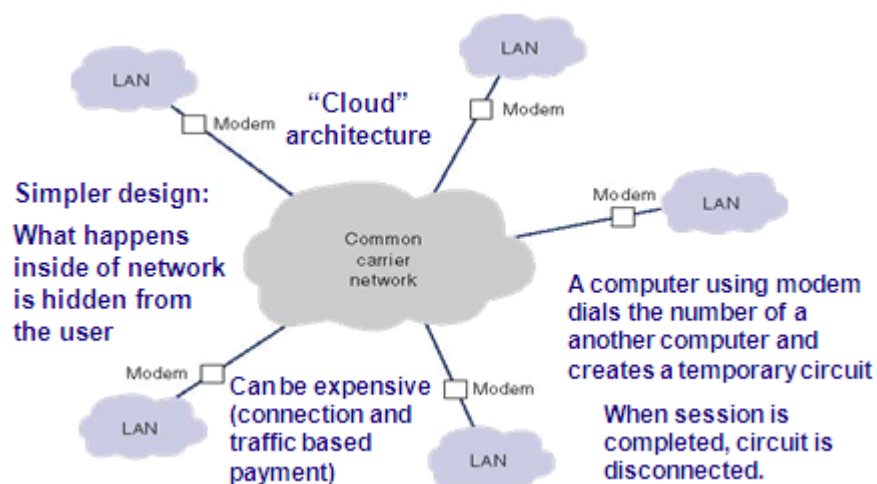 LAN
Modem
"Cloud"
architecture
LAN
Modem
Simpler design:
What happens
inside of network
is hidden from
the user
Common
carrier
network
Modem
LAN
A computer using modem
dials the number of a
another computer and
creates a temporary circuit
When session is
completed, circuit is
disconnected.
Modem
LAN
Can be expensive
(connection and
traffic based
payment)
Modem
LAN